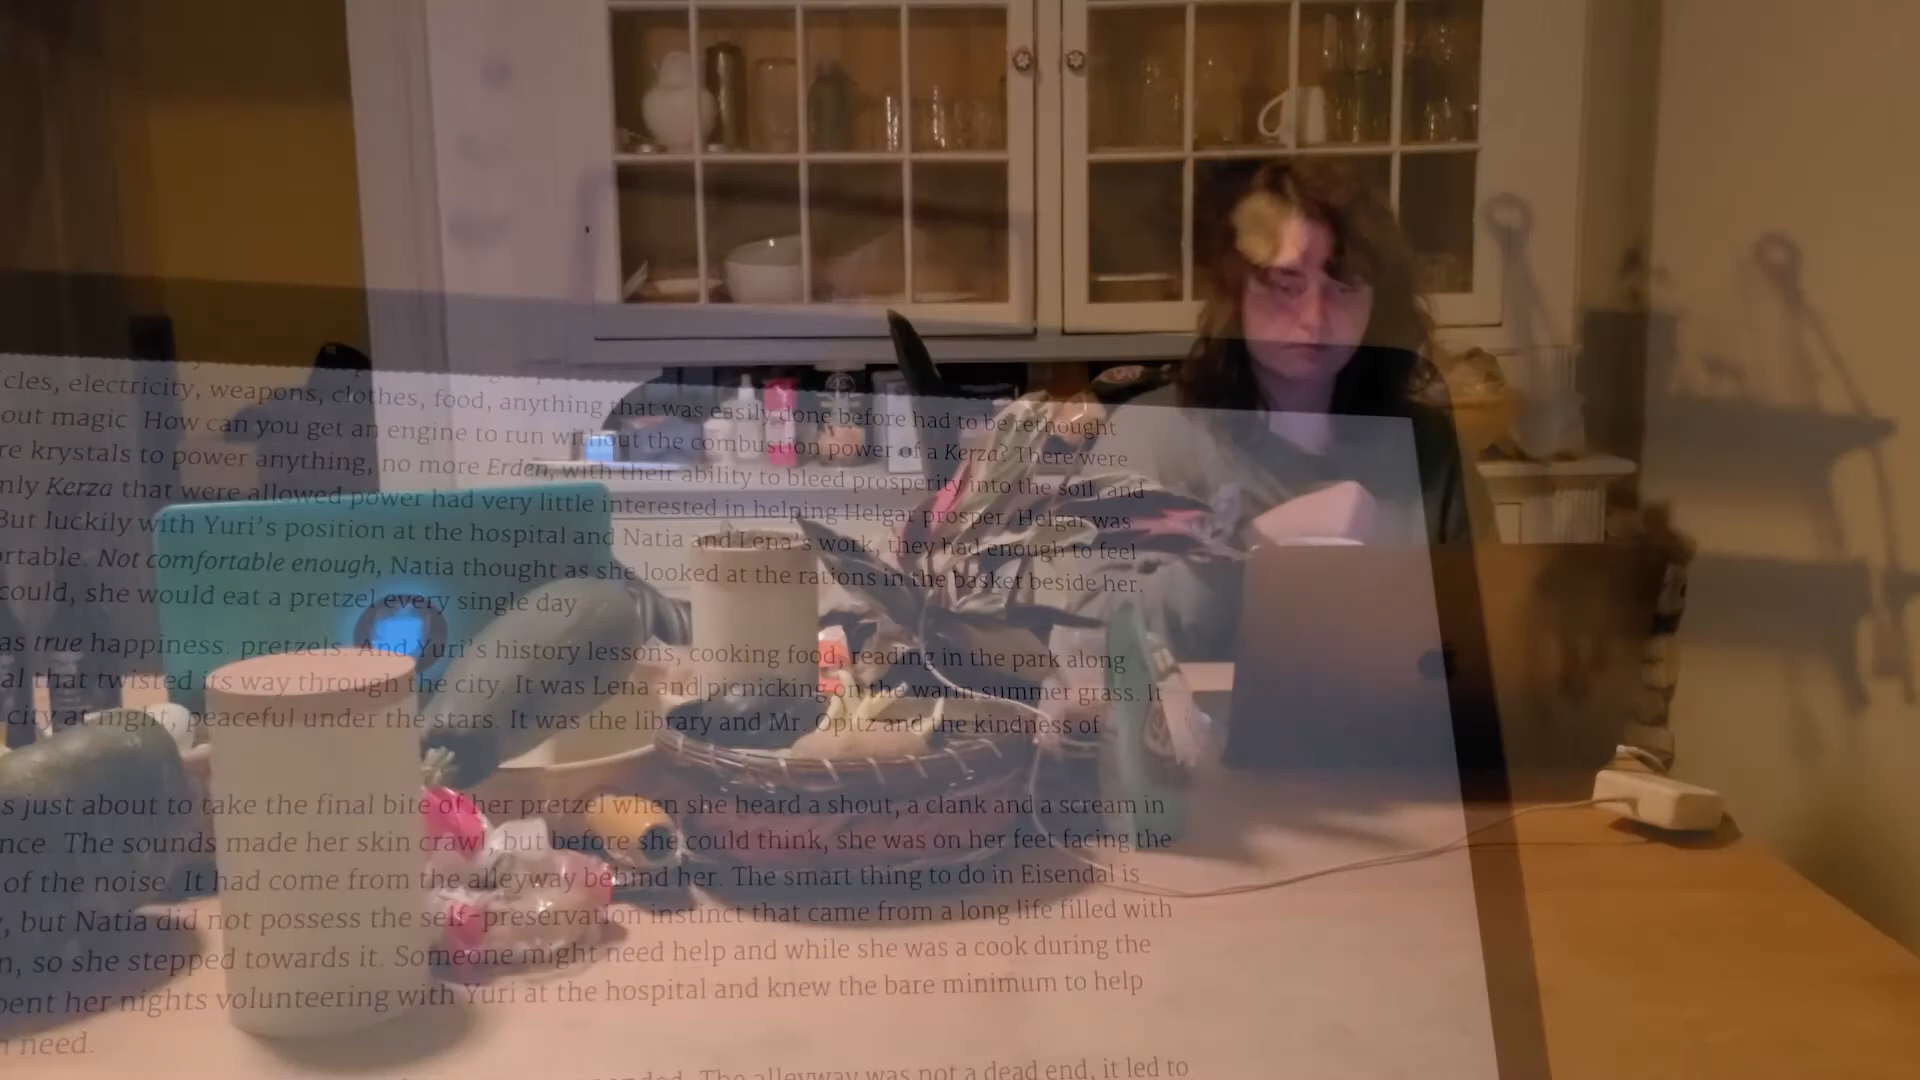 cles, electricity, weapons, clothes, food, anything that was easily done before had to be rethought
out magic How can you get an engine to run without the combustion power of a Kerza? There were
re krystals to power anything, no more Erden, with their ability to bleed prosperity into the soil, and
nly Kerza that were allowed power had very little interested in helping Helgar prosper. Helgar was
But luckily with Yuri's position at the hospital and Natia and Lena's work, they had enough to feel
rtable. Not comfortable enough, Natia thought as she looked at the rations in the basket beside her.
could, she would eat a pretzel every single day
as true happiness: pretzels. And Yuri's history lessons, cooking food, reading in the park along
al that twisted its way through the city. It was Lena and picnicking on the warm summer grass. It
city at night, peaceful under the stars. It was the library and Mr. Opitz and the kindness of
s just about to take the final bite of her pretzel when she heard a shout, a clank and a scream in
nce. The sounds made her skin crawl, but before she could think, she was on her feet facing the
of the noise. It had come from the alleyway behind her. The smart thing to do in Eisendal is
, but Natia did not possess the self-preservation instinct that came from a long life filled with
n, so she stepped towards it. Someone might need help and while she was a cook during the
pent her nights volunteering with Yuri at the hospital and knew the bare minimum to help
n need.
The alleyway was not a dead end, it led to